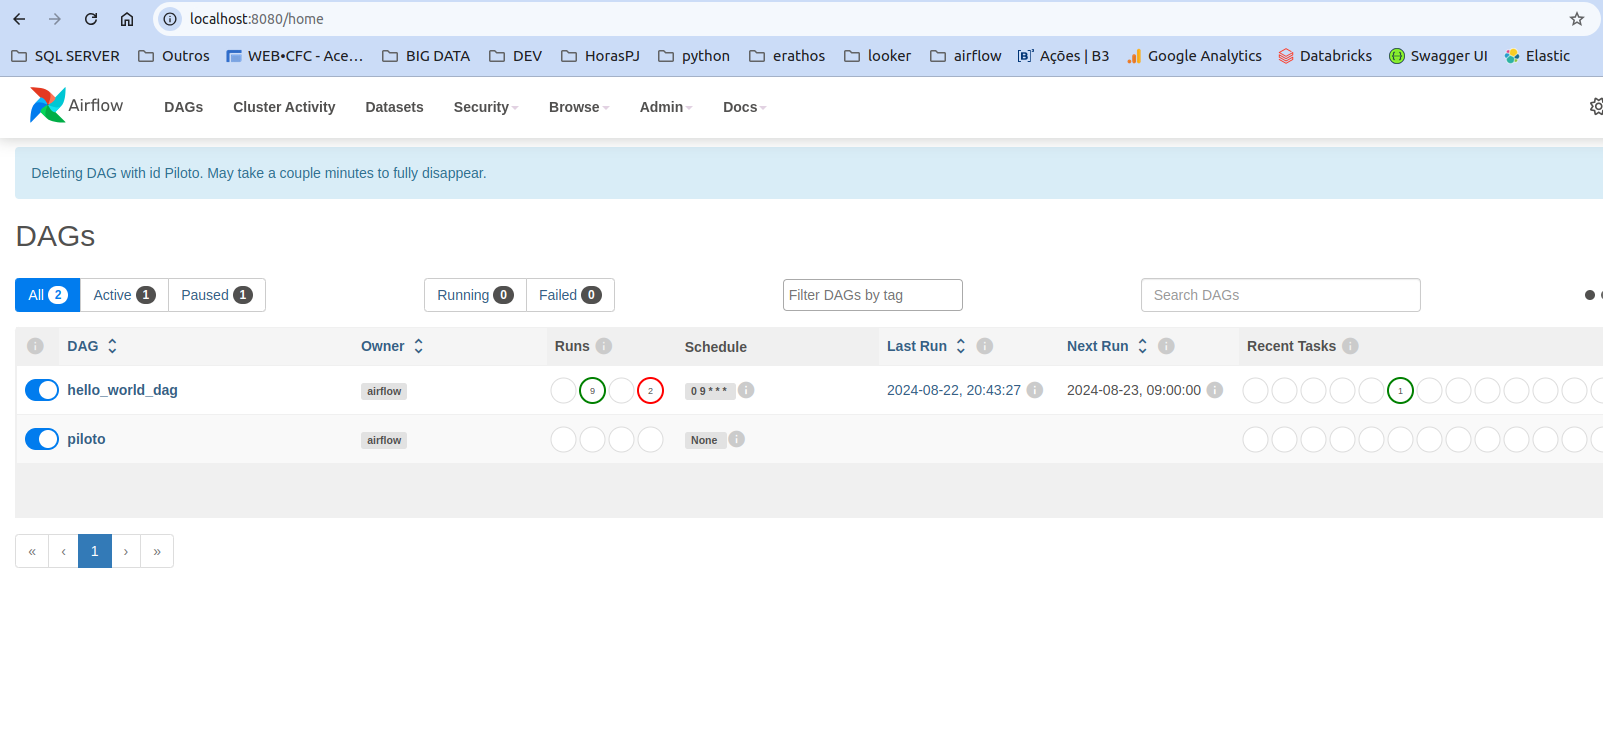 localhost:8080/home
SQL SERVER Outros WEB•CFC - Ace... BIG DATA DEV HorasPJ python erathos looker airflow [B]³ Ações | B3 Google Analytics Databricks Swagger UI Elastic
Airflow DAGs Cluster Activity Datasets Security Browse Admin Docs
Deleting DAG with id Piloto. May take a couple minutes to fully disappear.
DAGs
All 2 Active 1 Paused 1 Running 0 Failed 0 Filter DAGs by tag Search DAGs
DAG Owner Runs Schedule Last Run Next Run Recent Tasks
hello_world_dag airflow 9 2 0 9 * * * 2024-08-22, 20:43:27 2024-08-23, 09:00:00 1
piloto airflow None
« ‹ 1 › »